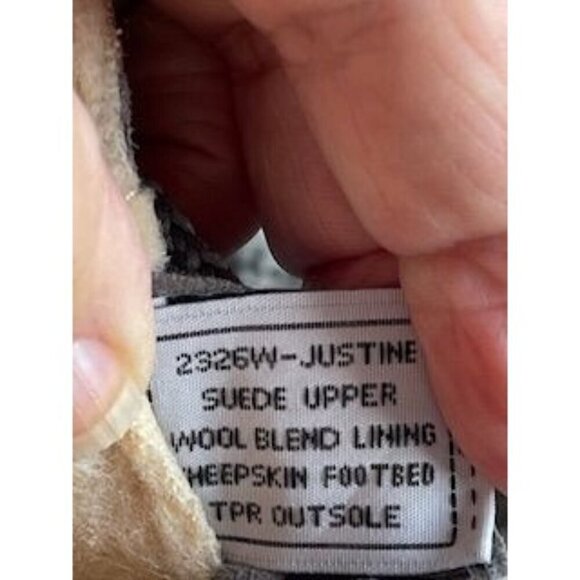 2326W-JUSTINE
SUEDE UPPER
WOOL BLEND LINING
HEEPSKIN FOOTBED
TPR OUTSOLE